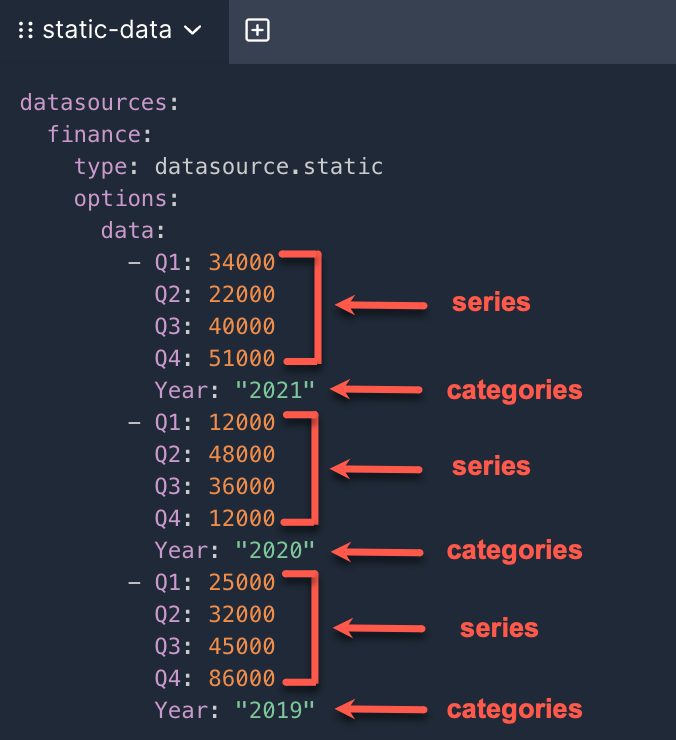 static-data
datasources:
finance:
type: datasource.static
options:
data:
- Q1: 34000
Q2: 22000
series
Q3: 40000
Q4: 51000
Year: "2021" categories
- Q1: 12000
Q2: 48000
series
Q3: 36000
Q4: 12000
Year: "2020" categories
- Q1: 25000
Q2: 32000
series
Q3: 45000
Q4: 86000
Year: "2019" categories